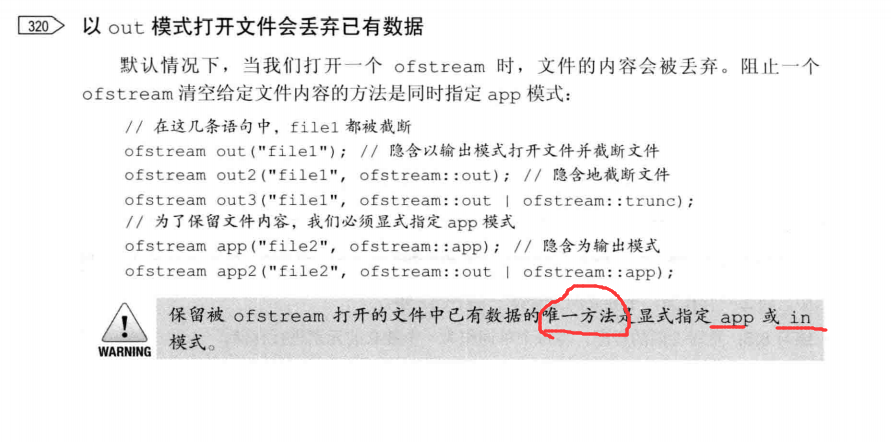 320 以 out 模式打开文件会丢弃已有数据
默认情况下，当我们打开一个 ofstream 时，文件的内容会被丢弃。阻止一个
ofstream 清空给定文件内容的方法是同时指定 app 模式：
// 在这几条语句中，file1 都被截断
ofstream out("file1"); // 隐含以输出模式打开文件并截断文件
ofstream out2("file1", ofstream::out); // 隐含地截断文件
ofstream out3("file1", ofstream::out | ofstream::trunc);
// 为了保留文件内容，我们必须显式指定 app 模式
ofstream app("file2", ofstream::app); // 隐含为输出模式
ofstream app2("file2", ofstream::out | ofstream::app);
保留被 ofstream 打开的文件中已有数据的唯一方法是显式指定 app 或 in
模式。
WARNING